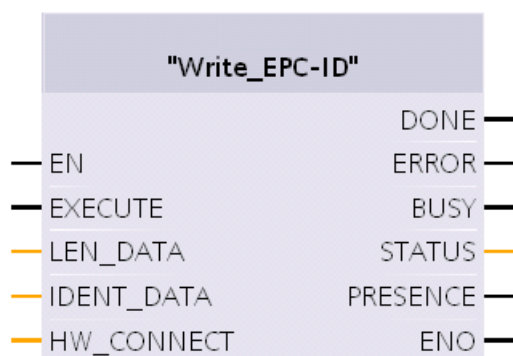 "Write_EPC-ID"
DONE
EN ERROR
EXECUTE BUSY
LEN_DATA STATUS
IDENT_DATA PRESENCE
HW_CONNECT ENO